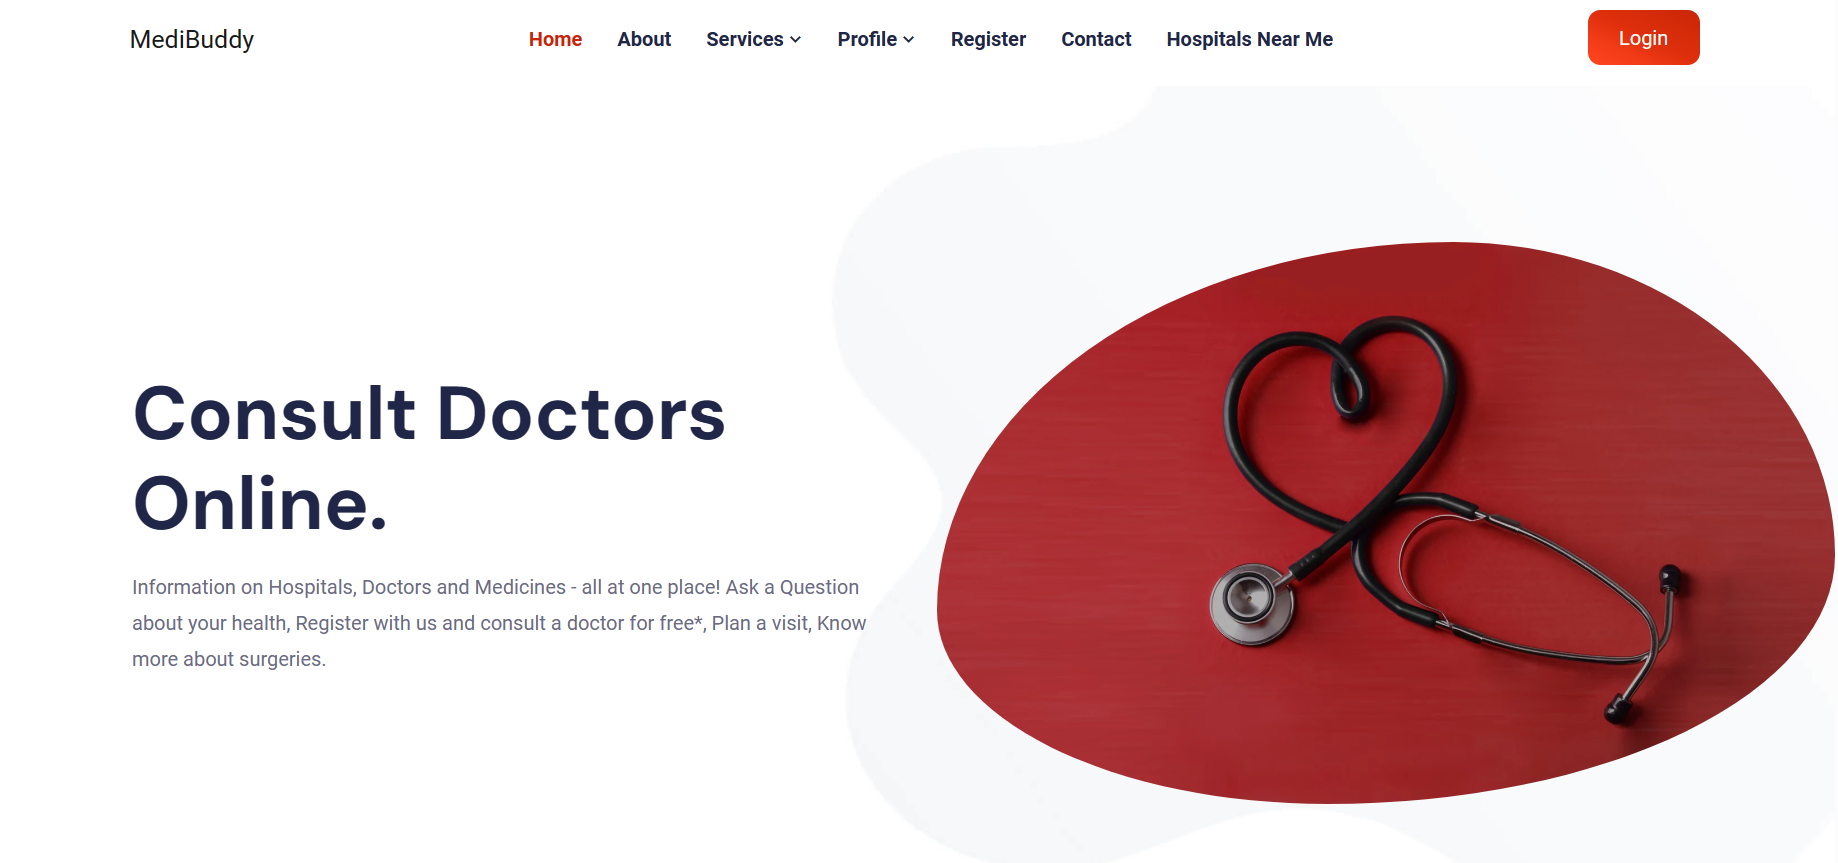 MediBuddy
Home About Services Profile Register Contact Hospitals Near Me
Login
Consult Doctors
Online.
Information on Hospitals, Doctors and Medicines - all at one place! Ask a Question
about your health, Register with us and consult a doctor for free*, Plan a visit, Know
more about surgeries.